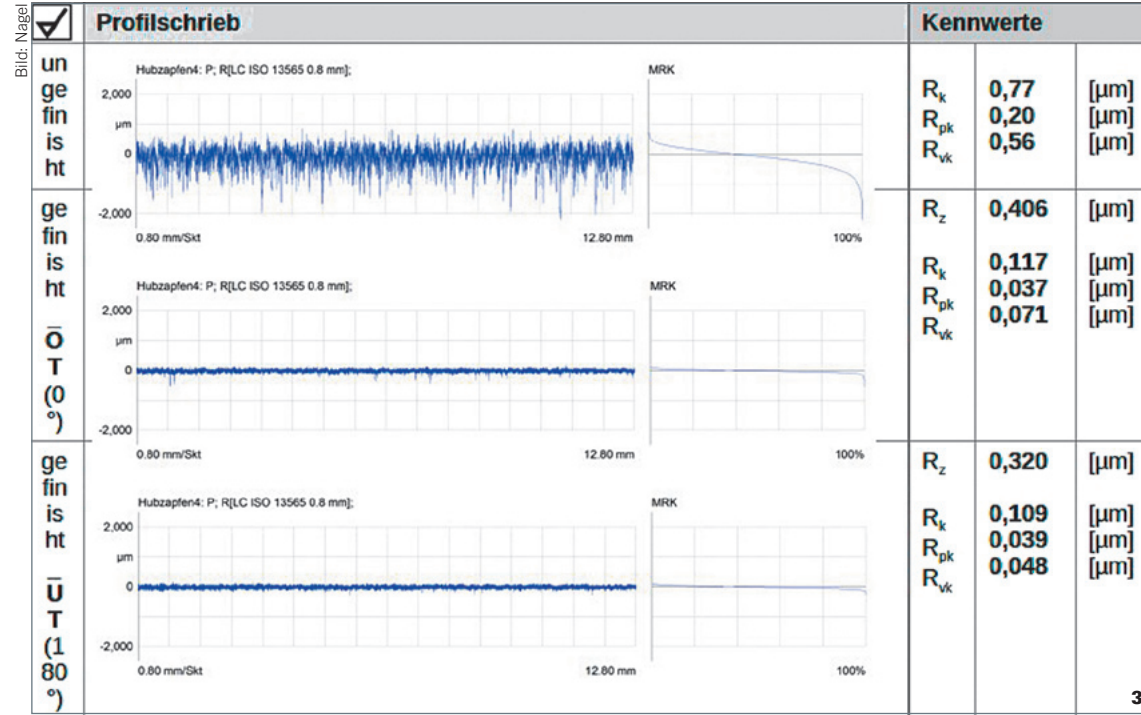 Bild: Nagel
Profilschrieb
Kennwerte
un
ge
fin
is
ht
Hubzapfen4: P; R[LC ISO 13565 0.8 mm];
MRK
2,000
µm
0
-2,000
0.80 mm/Skt
12.80 mm
100%
Rk 0,77 [µm]
Rpk 0,20 [µm]
Rvk 0,56 [µm]
ge
fin
is
ht
O
T
(0
°)
Hubzapfen4: P; R[LC ISO 13565 0.8 mm];
MRK
2,000
µm
0
-2,000
0.80 mm/Skt
12.80 mm
100%
Rz 0,406 [µm]
Rk 0,117 [µm]
Rpk 0,037 [µm]
Rvk 0,071 [µm]
ge
fin
is
ht
U
T
(1
80
°)
Hubzapfen4: P; R[LC ISO 13565 0.8 mm];
MRK
2,000
µm
0
-2,000
0.80 mm/Skt
12.80 mm
100%
Rz 0,320 [µm]
Rk 0,109 [µm]
Rpk 0,039 [µm]
Rvk 0,048 [µm]
3